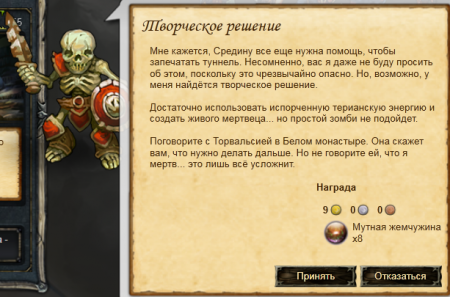 65
Творческое решение
Мне кажется, Средину все еще нужна помощь, чтобы
запечатать туннель. Несомненно, вас я даже не буду просить
об этом, поскольку это чрезвычайно опасно. Но, возможно, у
меня найдётся творческое решение.
Достаточно использовать испорченную терианскую энергию и
создать живого мертвеца... но простой зомби не подойдет.
Поговорите с Торвальсией в Белом монастыре. Она скажет
вам, что нужно делать дальше. Но не говорите ей, что я
мертв... это лишь всё усложнит.
Награда
9 0 0
Мутная жемчужина
x8
Принять Отказаться